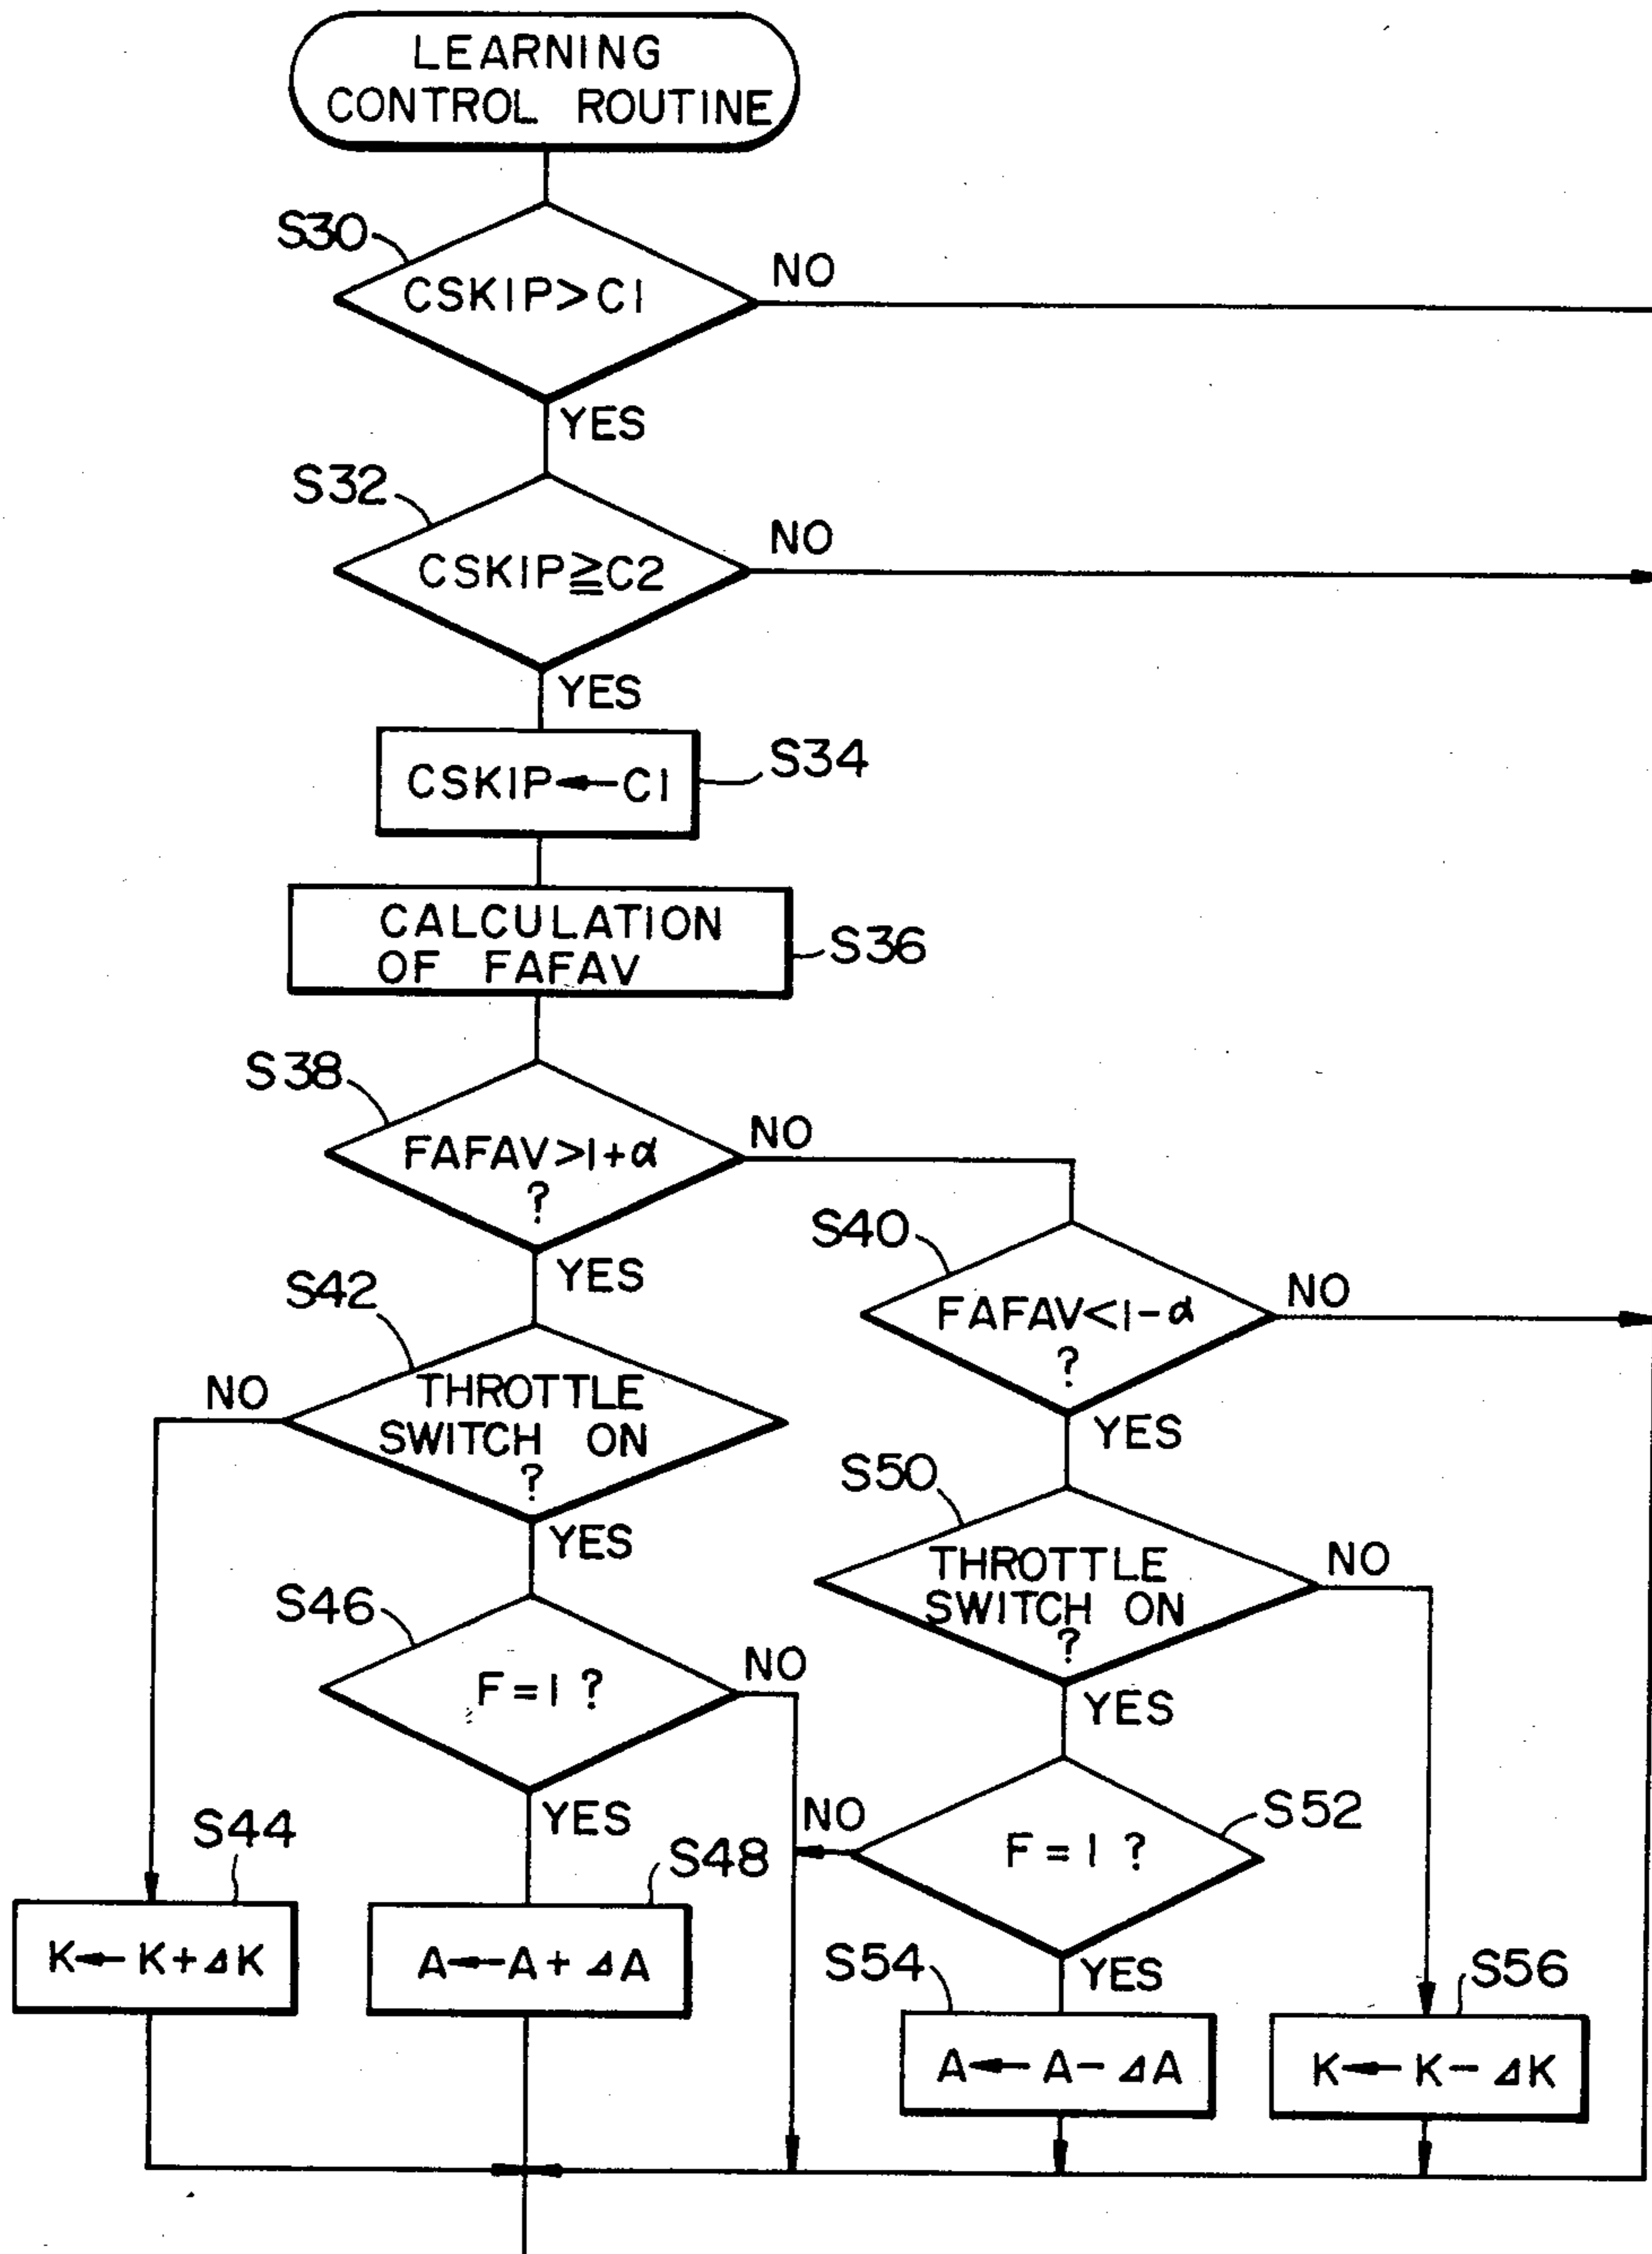 LEARNING
CONTROL ROUTINE
S30
CSKIP>C1
NO
YES
S32
CSKIP≧C2
NO
YES
CSKIP←C1
S34
CALCULATION
OF FAFAV
S36
S38
FAFAV>1+α
?
NO
YES
S40
FAFAV<1-α
?
NO
YES
S42
THROTTLE
SWITCH ON
?
NO
YES
S50
THROTTLE
SWITCH ON
?
NO
YES
S46
F=1 ?
NO
YES
S52
F=1 ?
NO
YES
S44
K←K+ΔK
S48
A←A+ΔA
S54
A←A-ΔA
S56
K←K-ΔK